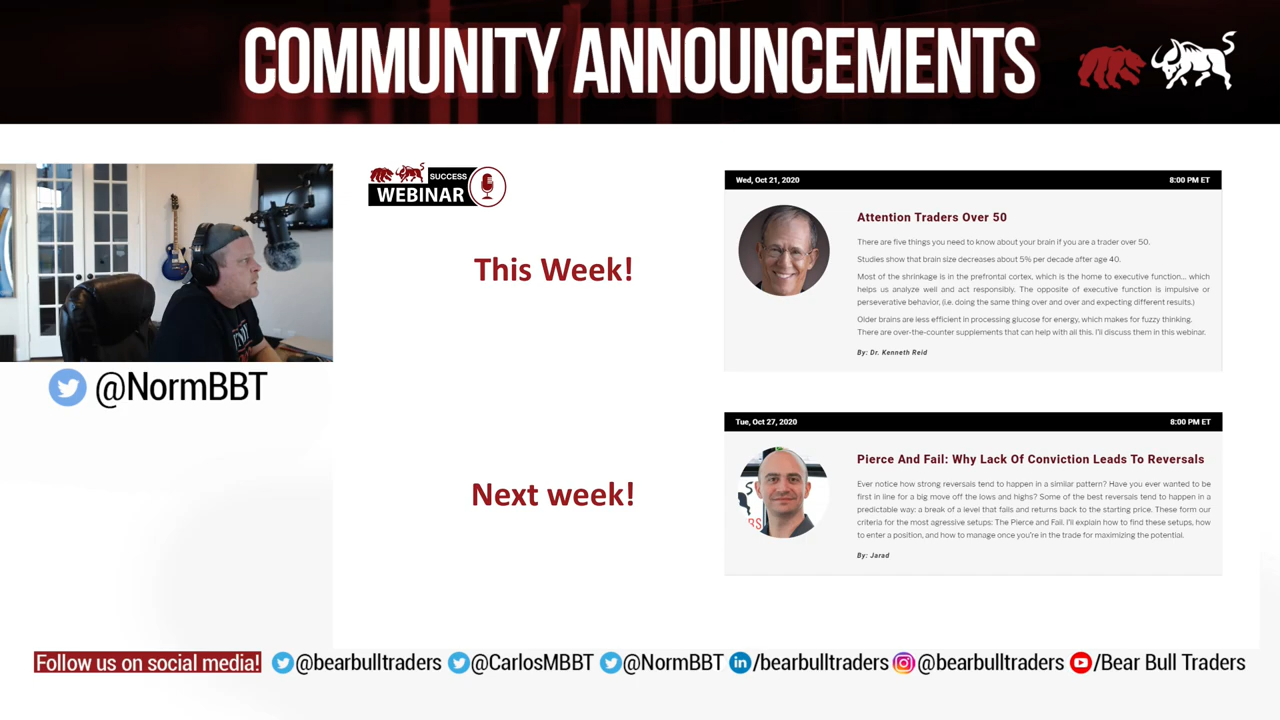 COMMUNITY ANNOUNCEMENTS
SUCCESS
WEBINAR
This Week!
Wed, Oct 21, 2020 8:00 PM ET
Attention Traders Over 50
There are five things you need to know about your brain if you are a trader over 50.
Studies show that brain size decreases about 5% per decade after age 40.
Most of the shrinkage is in the prefrontal cortex, which is the home to executive function... which
helps us analyze well and act responsibly. The opposite of executive function is impulsive or
perseverative behavior, (i.e. doing the same thing over and over and expecting different results.)
Older brains are less efficient in processing glucose for energy, which makes for fuzzy thinking.
There are over-the-counter supplements that can help with all this. I'll discuss them in this webinar.
By: Dr. Kenneth Reid
@NormBBT
Next week!
Tue, Oct 27, 2020 8:00 PM ET
Pierce And Fail: Why Lack Of Conviction Leads To Reversals
Ever notice how strong reversals tend to happen in a similar pattern? Have you ever wanted to be
first in line for a big move off the lows and highs? Some of the best reversals tend to happen in a
predictable way: a break of a level that fails and returns back to the starting price. These form our
criteria for the most agressive setups: The Pierce and Fail. I'll explain how to find these setups, how
to enter a position, and how to manage once you're in the trade for maximizing the potential.
By: Jarad
Follow us on social media! @bearbulltraders @CarlosMBBT @NormBBT /bearbulltraders @bearbulltraders /Bear Bull Traders